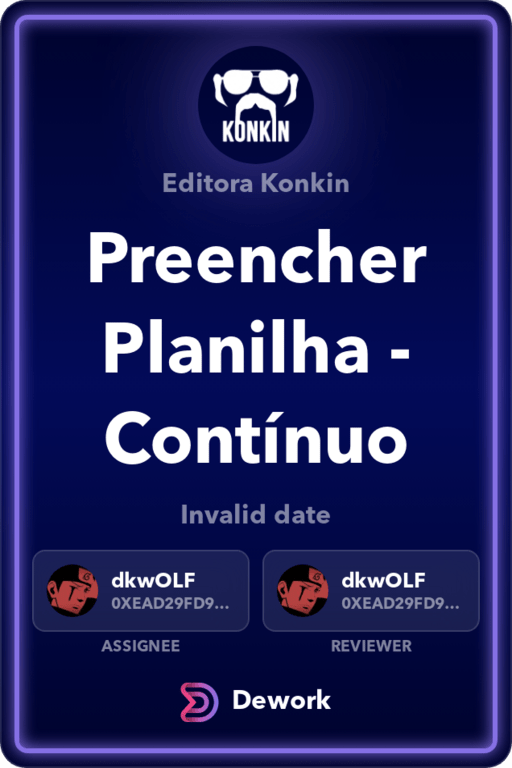 KONKIN
Editora Konkin
Preencher
Planilha -
Contínuo
Invalid date
dkwOLF
0XEAD29FD9...
dkwOLF
0XEAD29FD9...
ASSIGNEE
REVIEWER
Dework